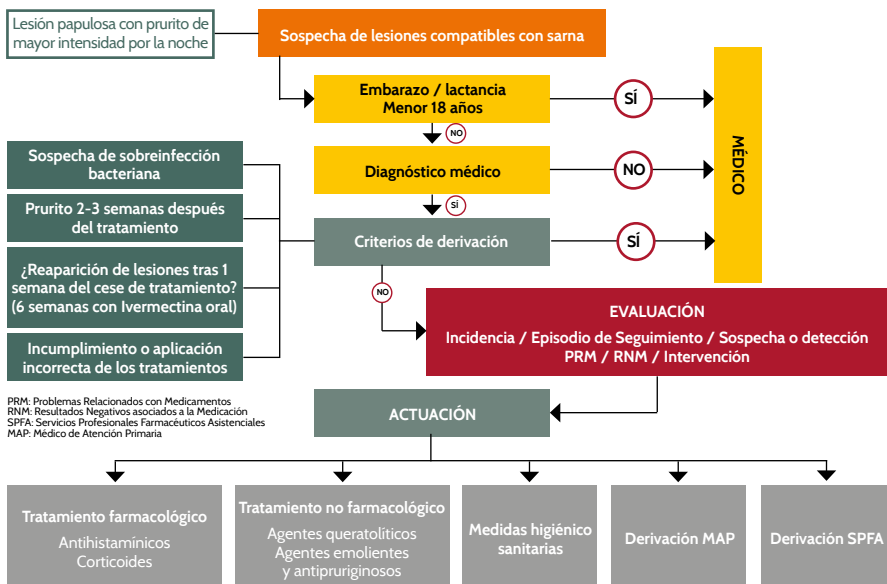 Lesión papulosa con prurito de
mayor intensidad por la noche
Sospecha de lesiones compatibles con sarna
Embarazo / lactancia
Menor 18 años
SÍ
MÉDICO
NO
Sospecha de sobreinfección
bacteriana
Diagnóstico médico
NO
SÍ
Prurito 2-3 semanas después
del tratamiento
Criterios de derivación
SÍ
¿Reaparición de lesiones tras 1
semana del cese de tratamiento?
(6 semanas con Ivermectina oral)
NO
EVALUACIÓN
Incidencia / Episodio de Seguimiento / Sospecha o detección
PRM / RNM / Intervención
Incumplimiento o aplicación
incorrecta de los tratamientos
PRM: Problemas Relacionados con Medicamentos
RNM: Resultados Negativos asociados a la Medicación
SPFA: Servicios Profesionales Farmacéuticos Asistenciales
MAP: Médico de Atención Primaria
ACTUACIÓN
Tratamiento farmacológico
Antihistamínicos
Corticoides
Tratamiento no farmacológico
Agentes queratolíticos
Agentes emolientes
y antipruriginosos
Medidas higiénico
sanitarias
Derivación MAP
Derivación SPFA